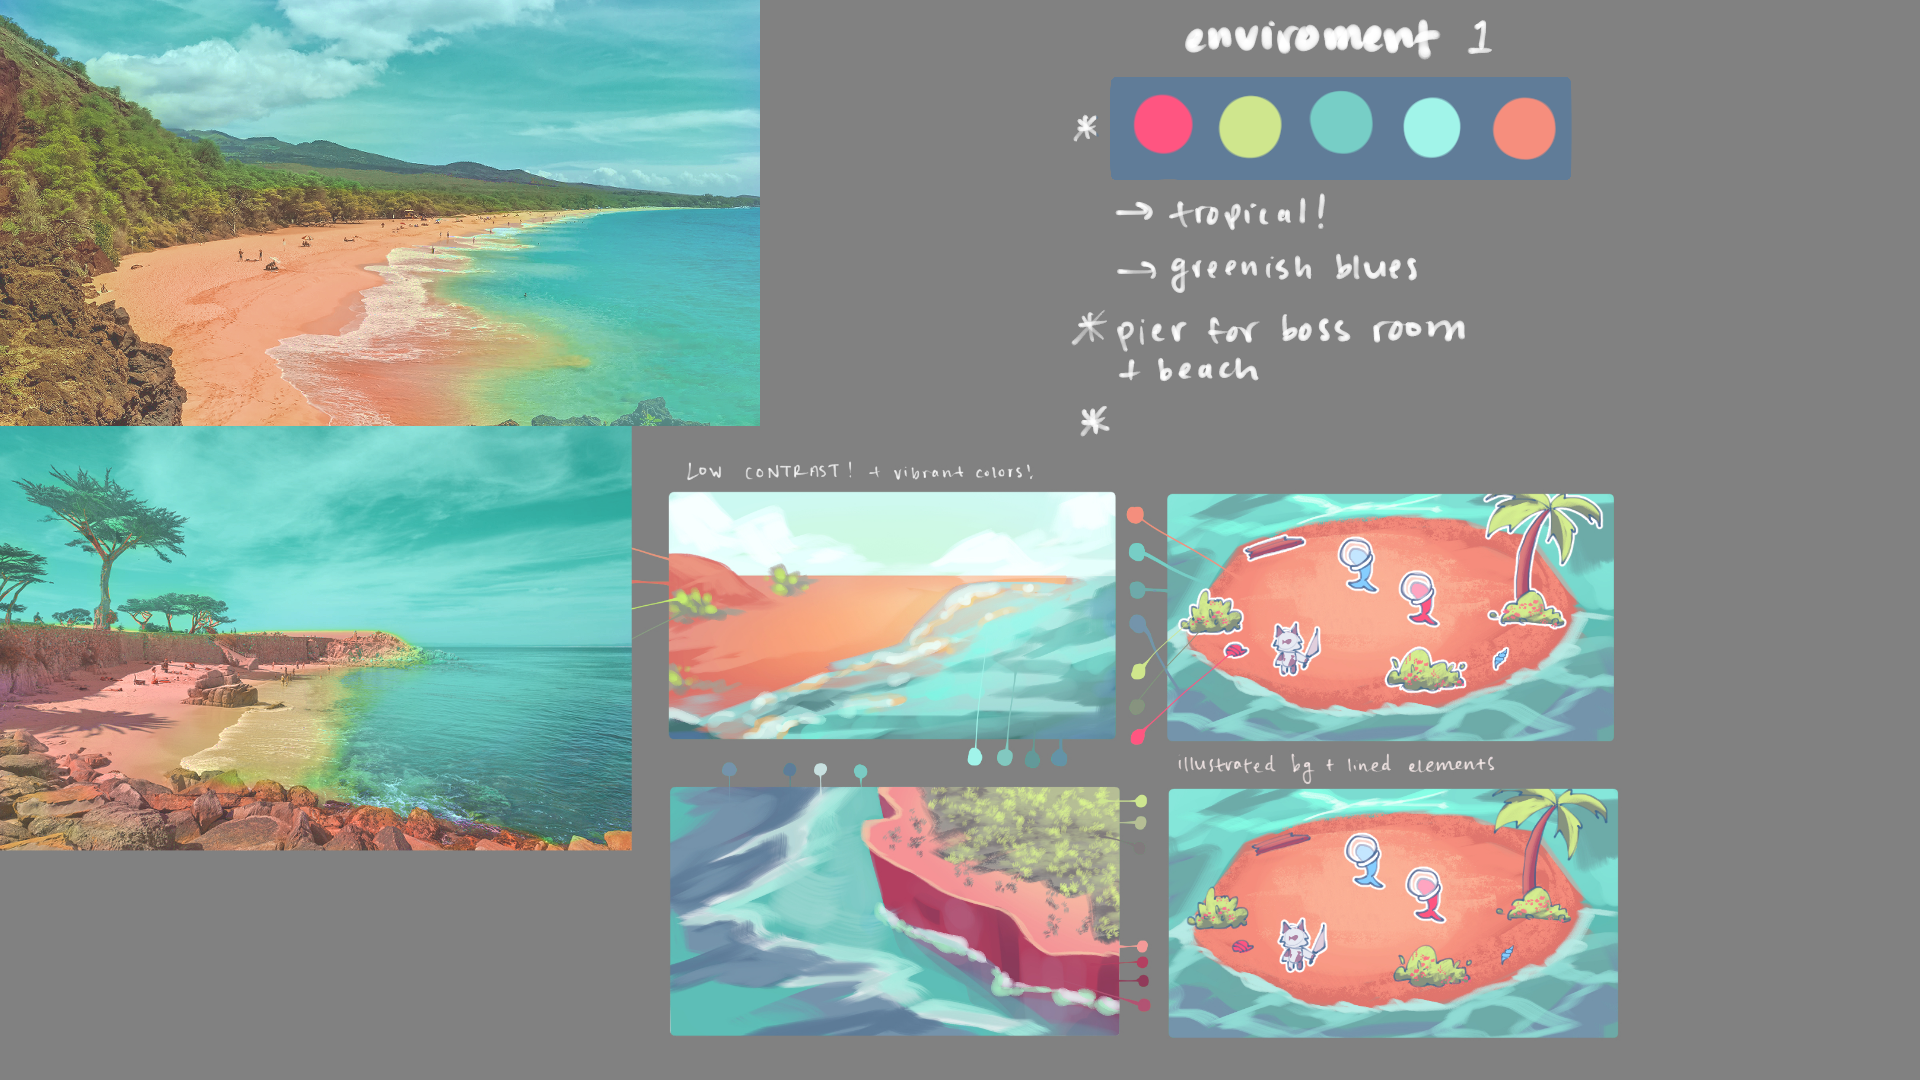 enviroment 1
* 
→ tropical!
→ greenish blues
* pier for boss room
+ beach
*
LOW CONTRAST! + vibrant colors!
illustrated bg + lined elements